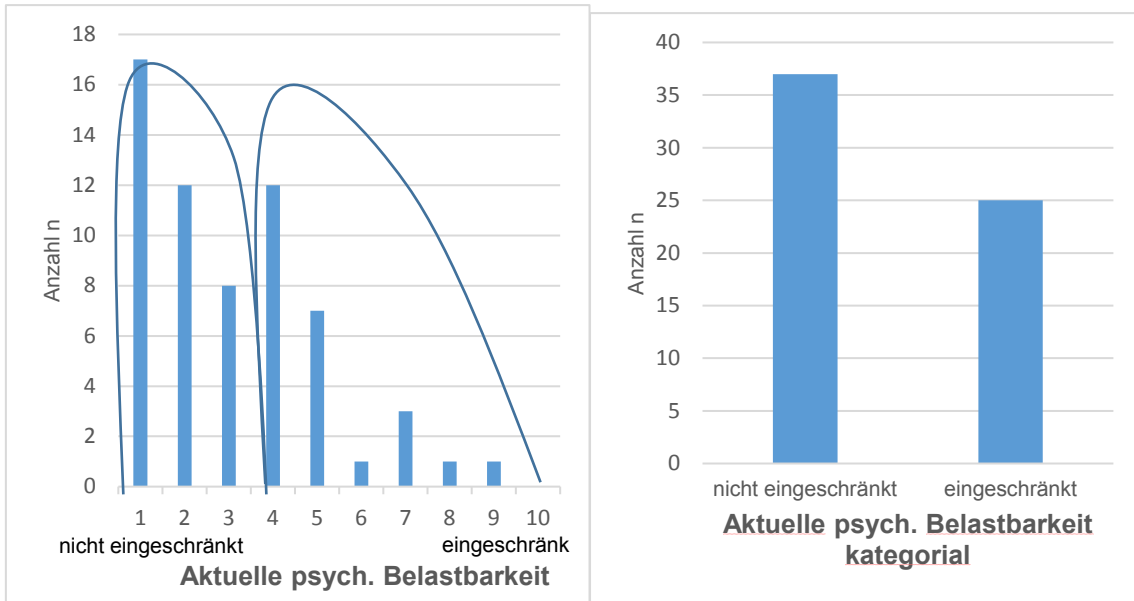 18
16
14
12
10
8
6
4
2
0
Anzahl n
1 2 3 4 5 6 7 8 9 10
nicht eingeschränkt eingeschränk
Aktuelle psych. Belastbarkeit
40
35
30
25
20
15
10
5
0
Anzahl n
nicht eingeschränkt eingeschränkt
Aktuelle psych. Belastbarkeit
kategorial